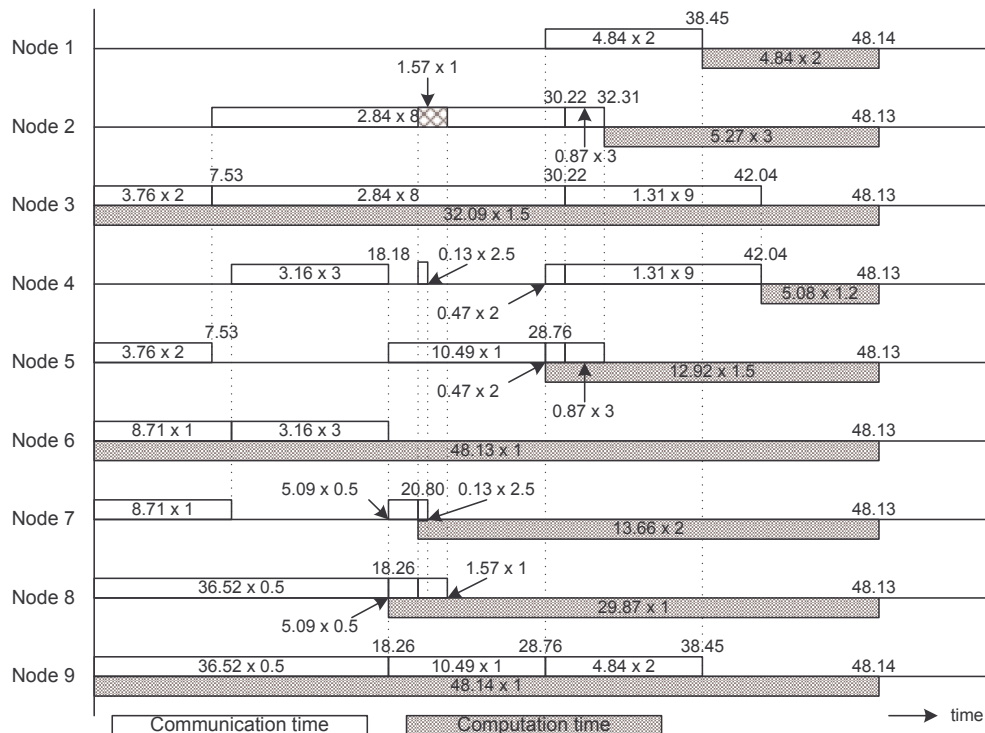 38.45
Node 1
4.84 x 2
48.14
4.84 x 2
1.57 x 1
30.22
32.31
Node 2
2.84 x 8
48.13
5.27 x 3
0.87 x 3
7.53
30.22
42.04
Node 3
3.76 x 2
2.84 x 8
1.31 x 9
48.13
32.09 x 1.5
18.18
0.13 x 2.5
42.04
Node 4
3.16 x 3
1.31 x 9
48.13
5.08 x 1.2
0.47 x 2
7.53
28.76
Node 5
3.76 x 2
10.49 x 1
48.13
12.92 x 1.5
0.47 x 2
0.87 x 3
Node 6
8.71 x 1
3.16 x 3
48.13
48.13 x 1
5.09 x 0.5
20.80
0.13 x 2.5
Node 7
8.71 x 1
48.13
13.66 x 2
18.26
1.57 x 1
Node 8
36.52 x 0.5
48.13
29.87 x 1
5.09 x 0.5
18.26
28.76
38.45
Node 9
36.52 x 0.5
10.49 x 1
4.84 x 2
48.14
48.14 x 1
Communication time
Computation time
time